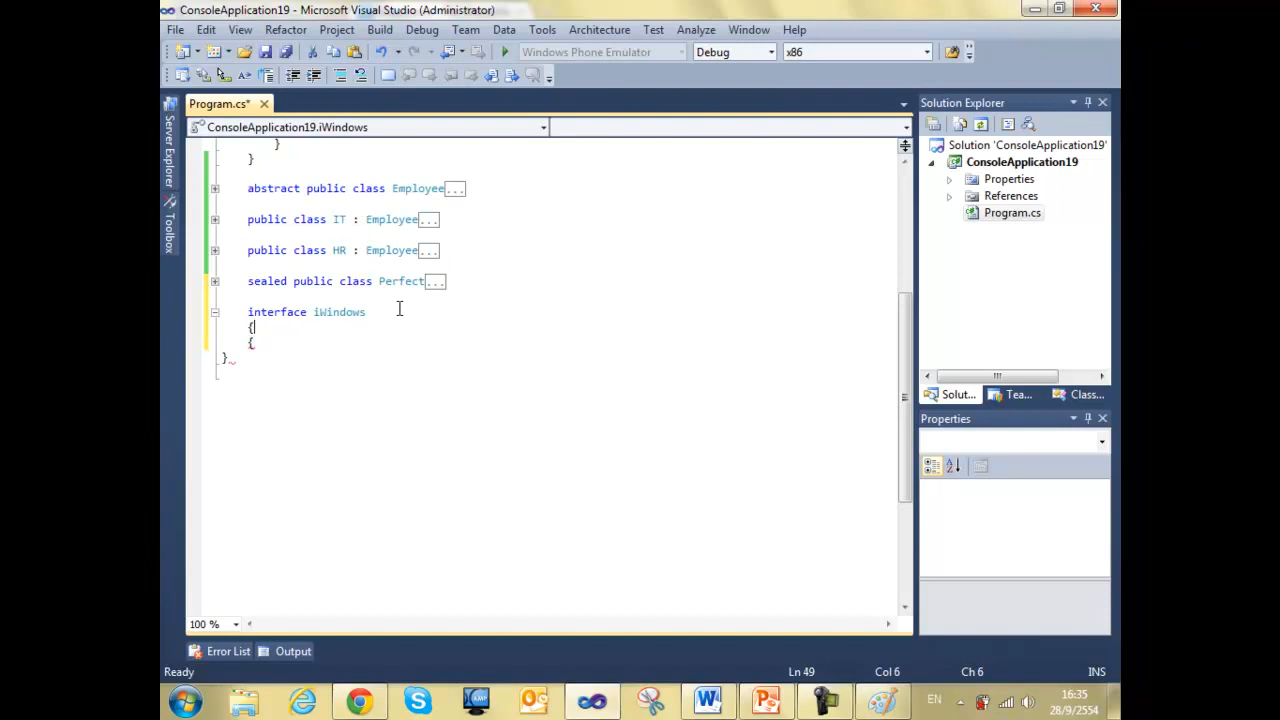 ConsoleApplication19 - Microsoft Visual Studio (Administrator)
File Edit View Refactor Project Build Debug Team Data Tools Architecture Test Analyze Window Help
Windows Phone Emulator Debug x86
Program.cs* Solution Explorer
Server Explorer
Toolbox
ConsoleApplication19.iWindows
}
}
abstract public class Employee...
public class IT : Employee...
public class HR : Employee...
sealed public class Perfect...
interface iWindows
{
{
}
Solution 'ConsoleApplication19'
ConsoleApplication19
Properties
References
Program.cs
Solut... Tea... Class...
Properties
100 %
Error List Output
Ready Ln 49 Col 6 Ch 6 INS
EN 16:35
28/9/2554